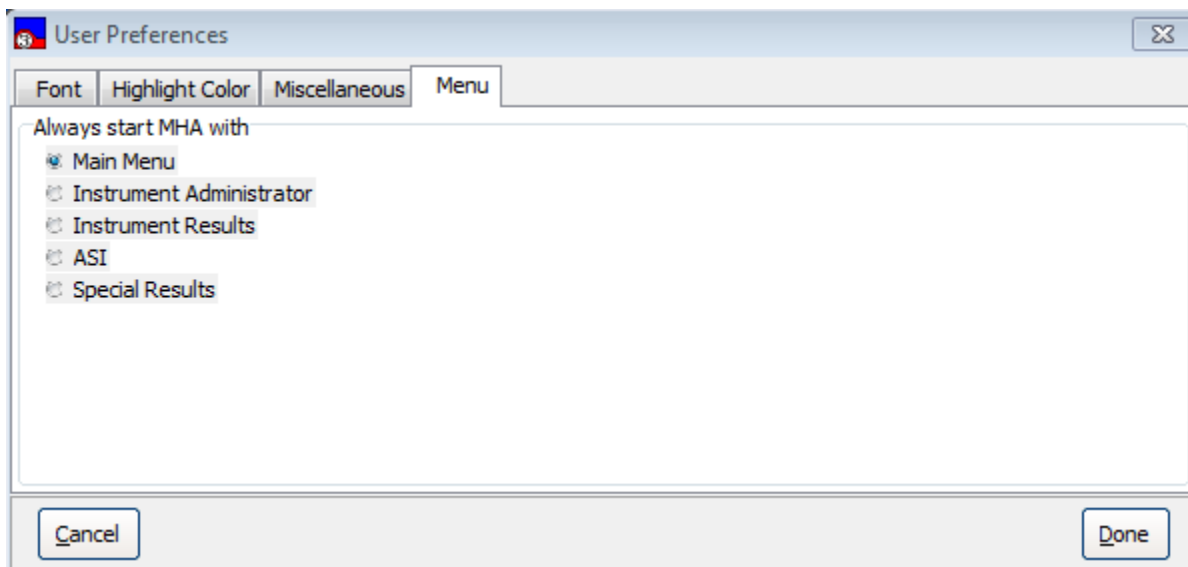 User Preferences
Font Highlight Color Miscellaneous Menu
Always start MHA with
Main Menu
Instrument Administrator
Instrument Results
ASI
Special Results
Cancel Done